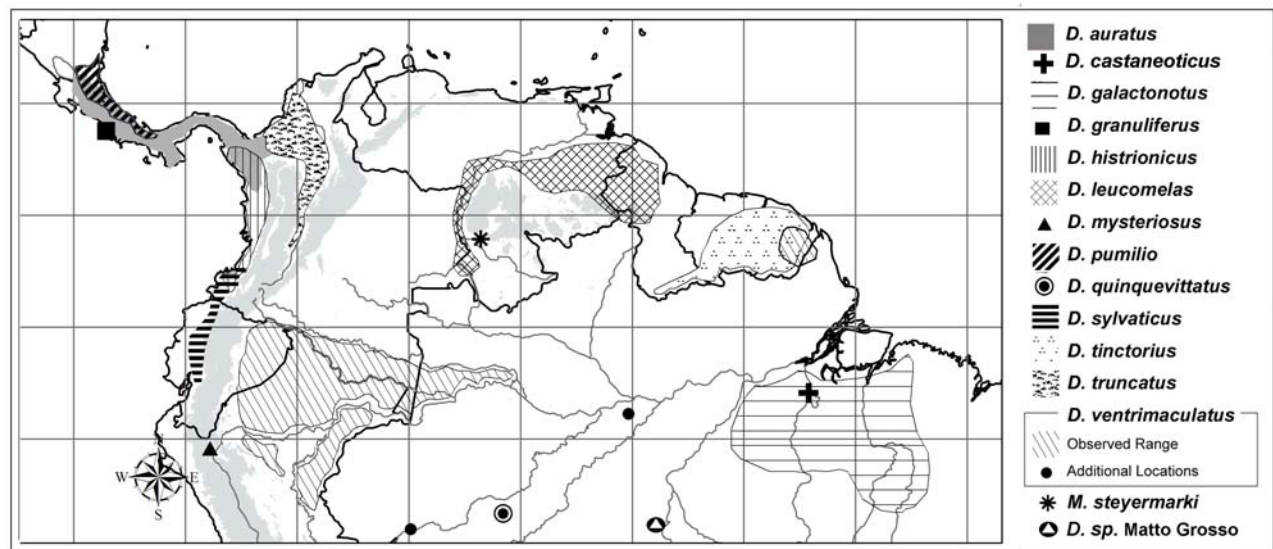 D. auratus
D. castaneoticus
D. galactonotus
D. granuliferus
D. histrionicus
D. leucomelas
D. mysteriosus
D. pumilio
D. quinquevittatus
D. sylvaticus
D. tinctorius
D. truncatus
D. ventrimaculatus
Observed Range
Additional Locations
M. steyermarki
D. sp. Matto Grosso
N
W E
S